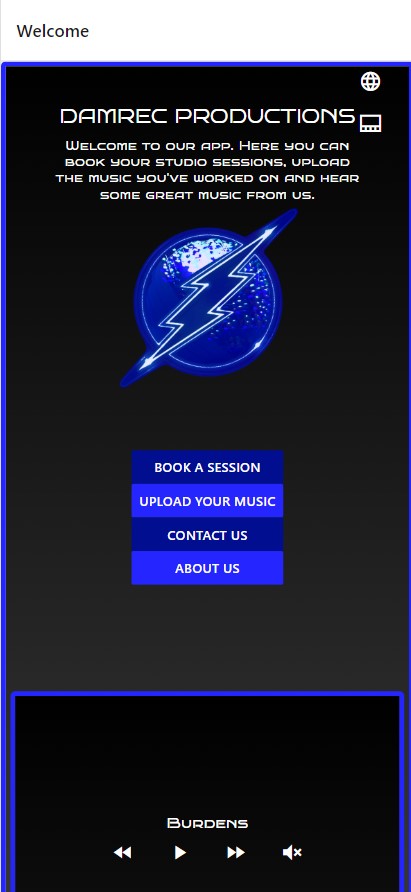 Welcome
DAMREC PRODUCTIONS
Welcome to our app. Here you can
book your studio sessions, upload
the music you've worked on and hear
some great music from us.
BOOK A SESSION
UPLOAD YOUR MUSIC
CONTACT US
ABOUT US
Burdens